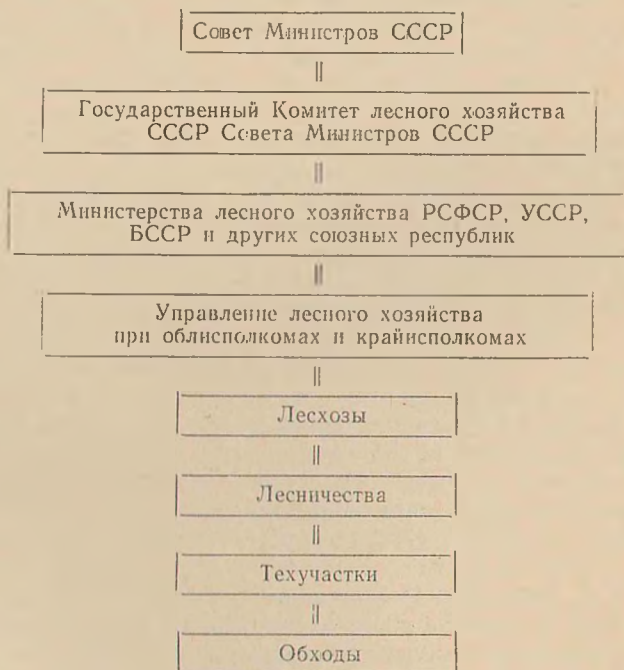 Совет Министров СССР
Государственный Комитет лесного хозяйства
СССР Совета Министров СССР
Министерства лесного хозяйства РСФСР, УССР,
БССР и других союзных республик
Управление лесного хозяйства
при облисполкомах и крайисполкомах
Лесхозы
Лесничества
Техучастки
Обходы